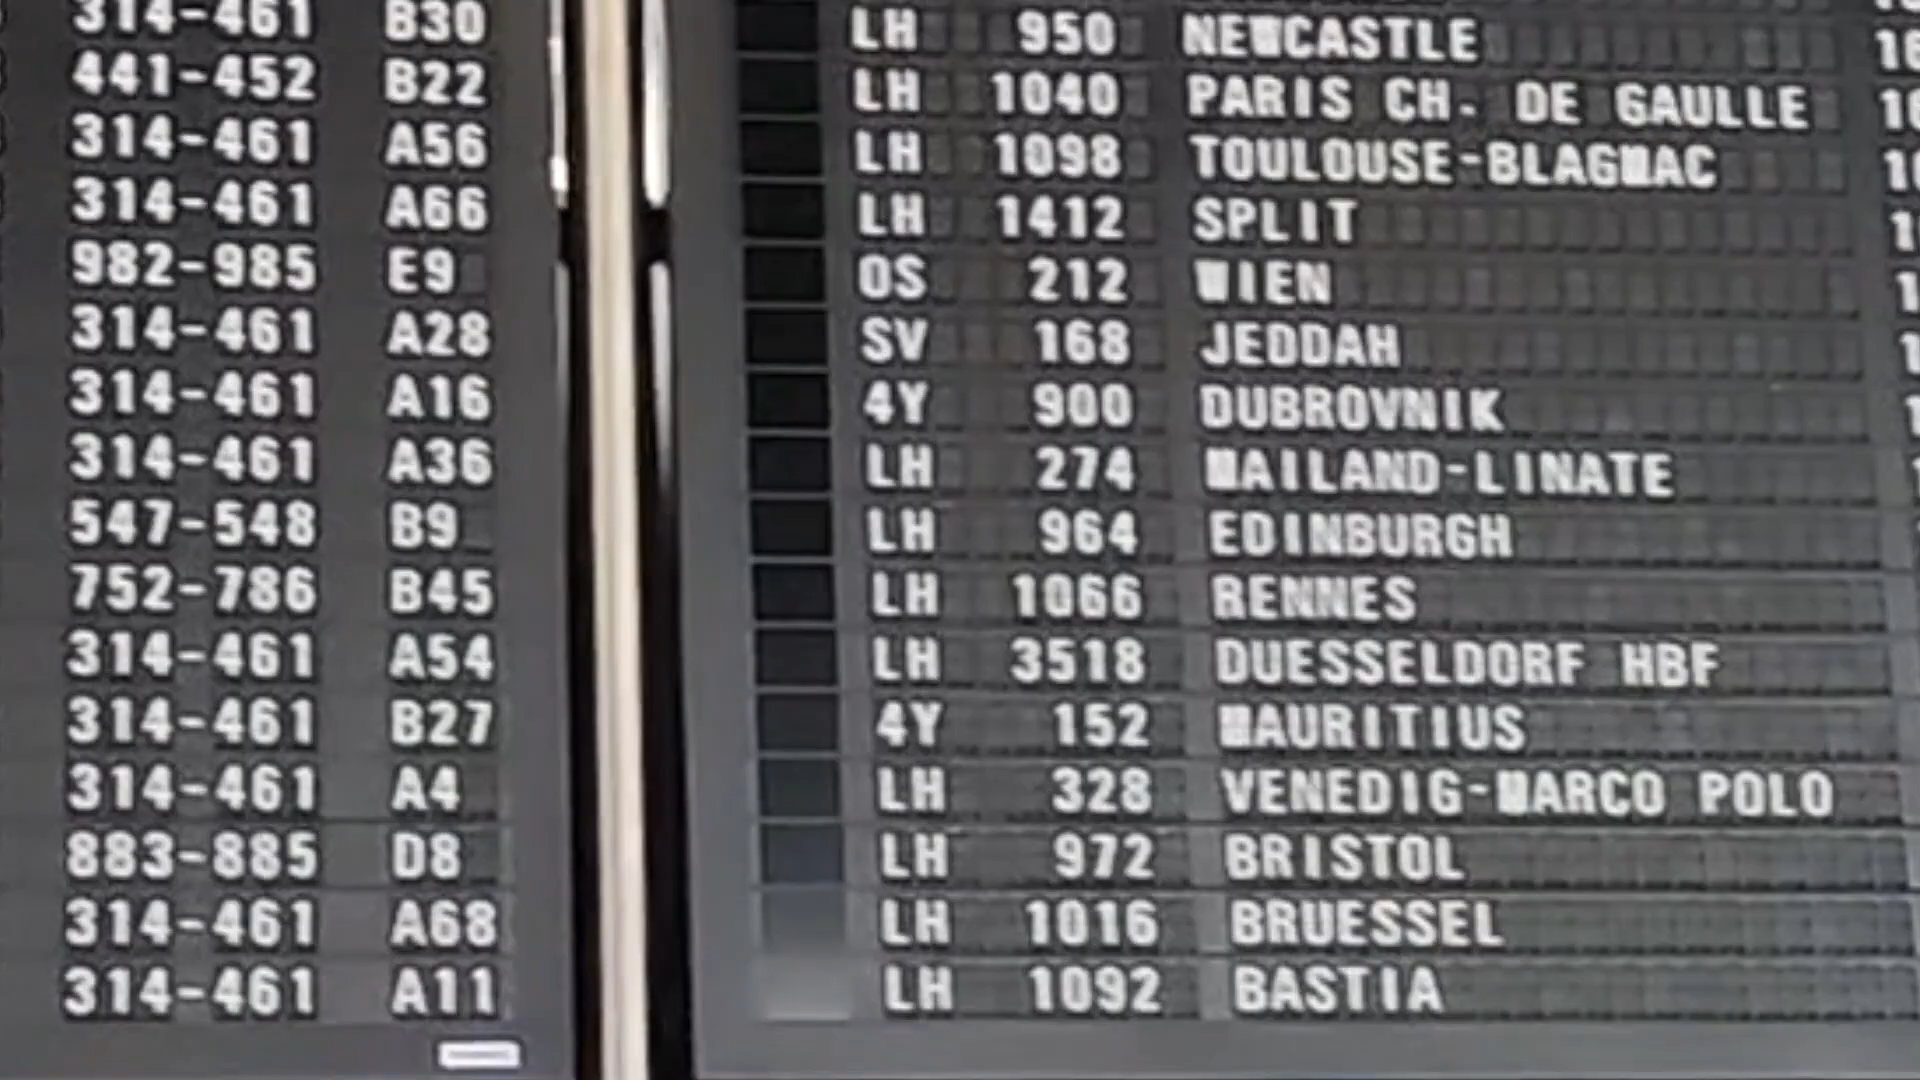 314-461 B30
441-452 B22
314-461 A56
314-461 A66
982-985 E9
314-461 A28
314-461 A16
314-461 A36
547-548 B9
752-786 B45
314-461 A54
314-461 B27
314-461 A4
883-885 D8
314-461 A68
314-461 A11
LH 950 NEWCASTLE
LH 1040 PARIS CH. DE GAULLE
LH 1098 TOULOUSE-BLAGNAC
LH 1412 SPLIT
OS 212 WIEN
SV 168 JEDDAH
4Y 900 DUBROVNIK
LH 274 MAILAND-LINATE
LH 964 EDINBURGH
LH 1066 RENNES
LH 3518 DUESSELDORF HBF
4Y 152 MAURITIUS
LH 328 VENEDIG-MARCO POLO
LH 972 BRISTOL
LH 1016 BRUESSEL
LH 1092 BASTIA